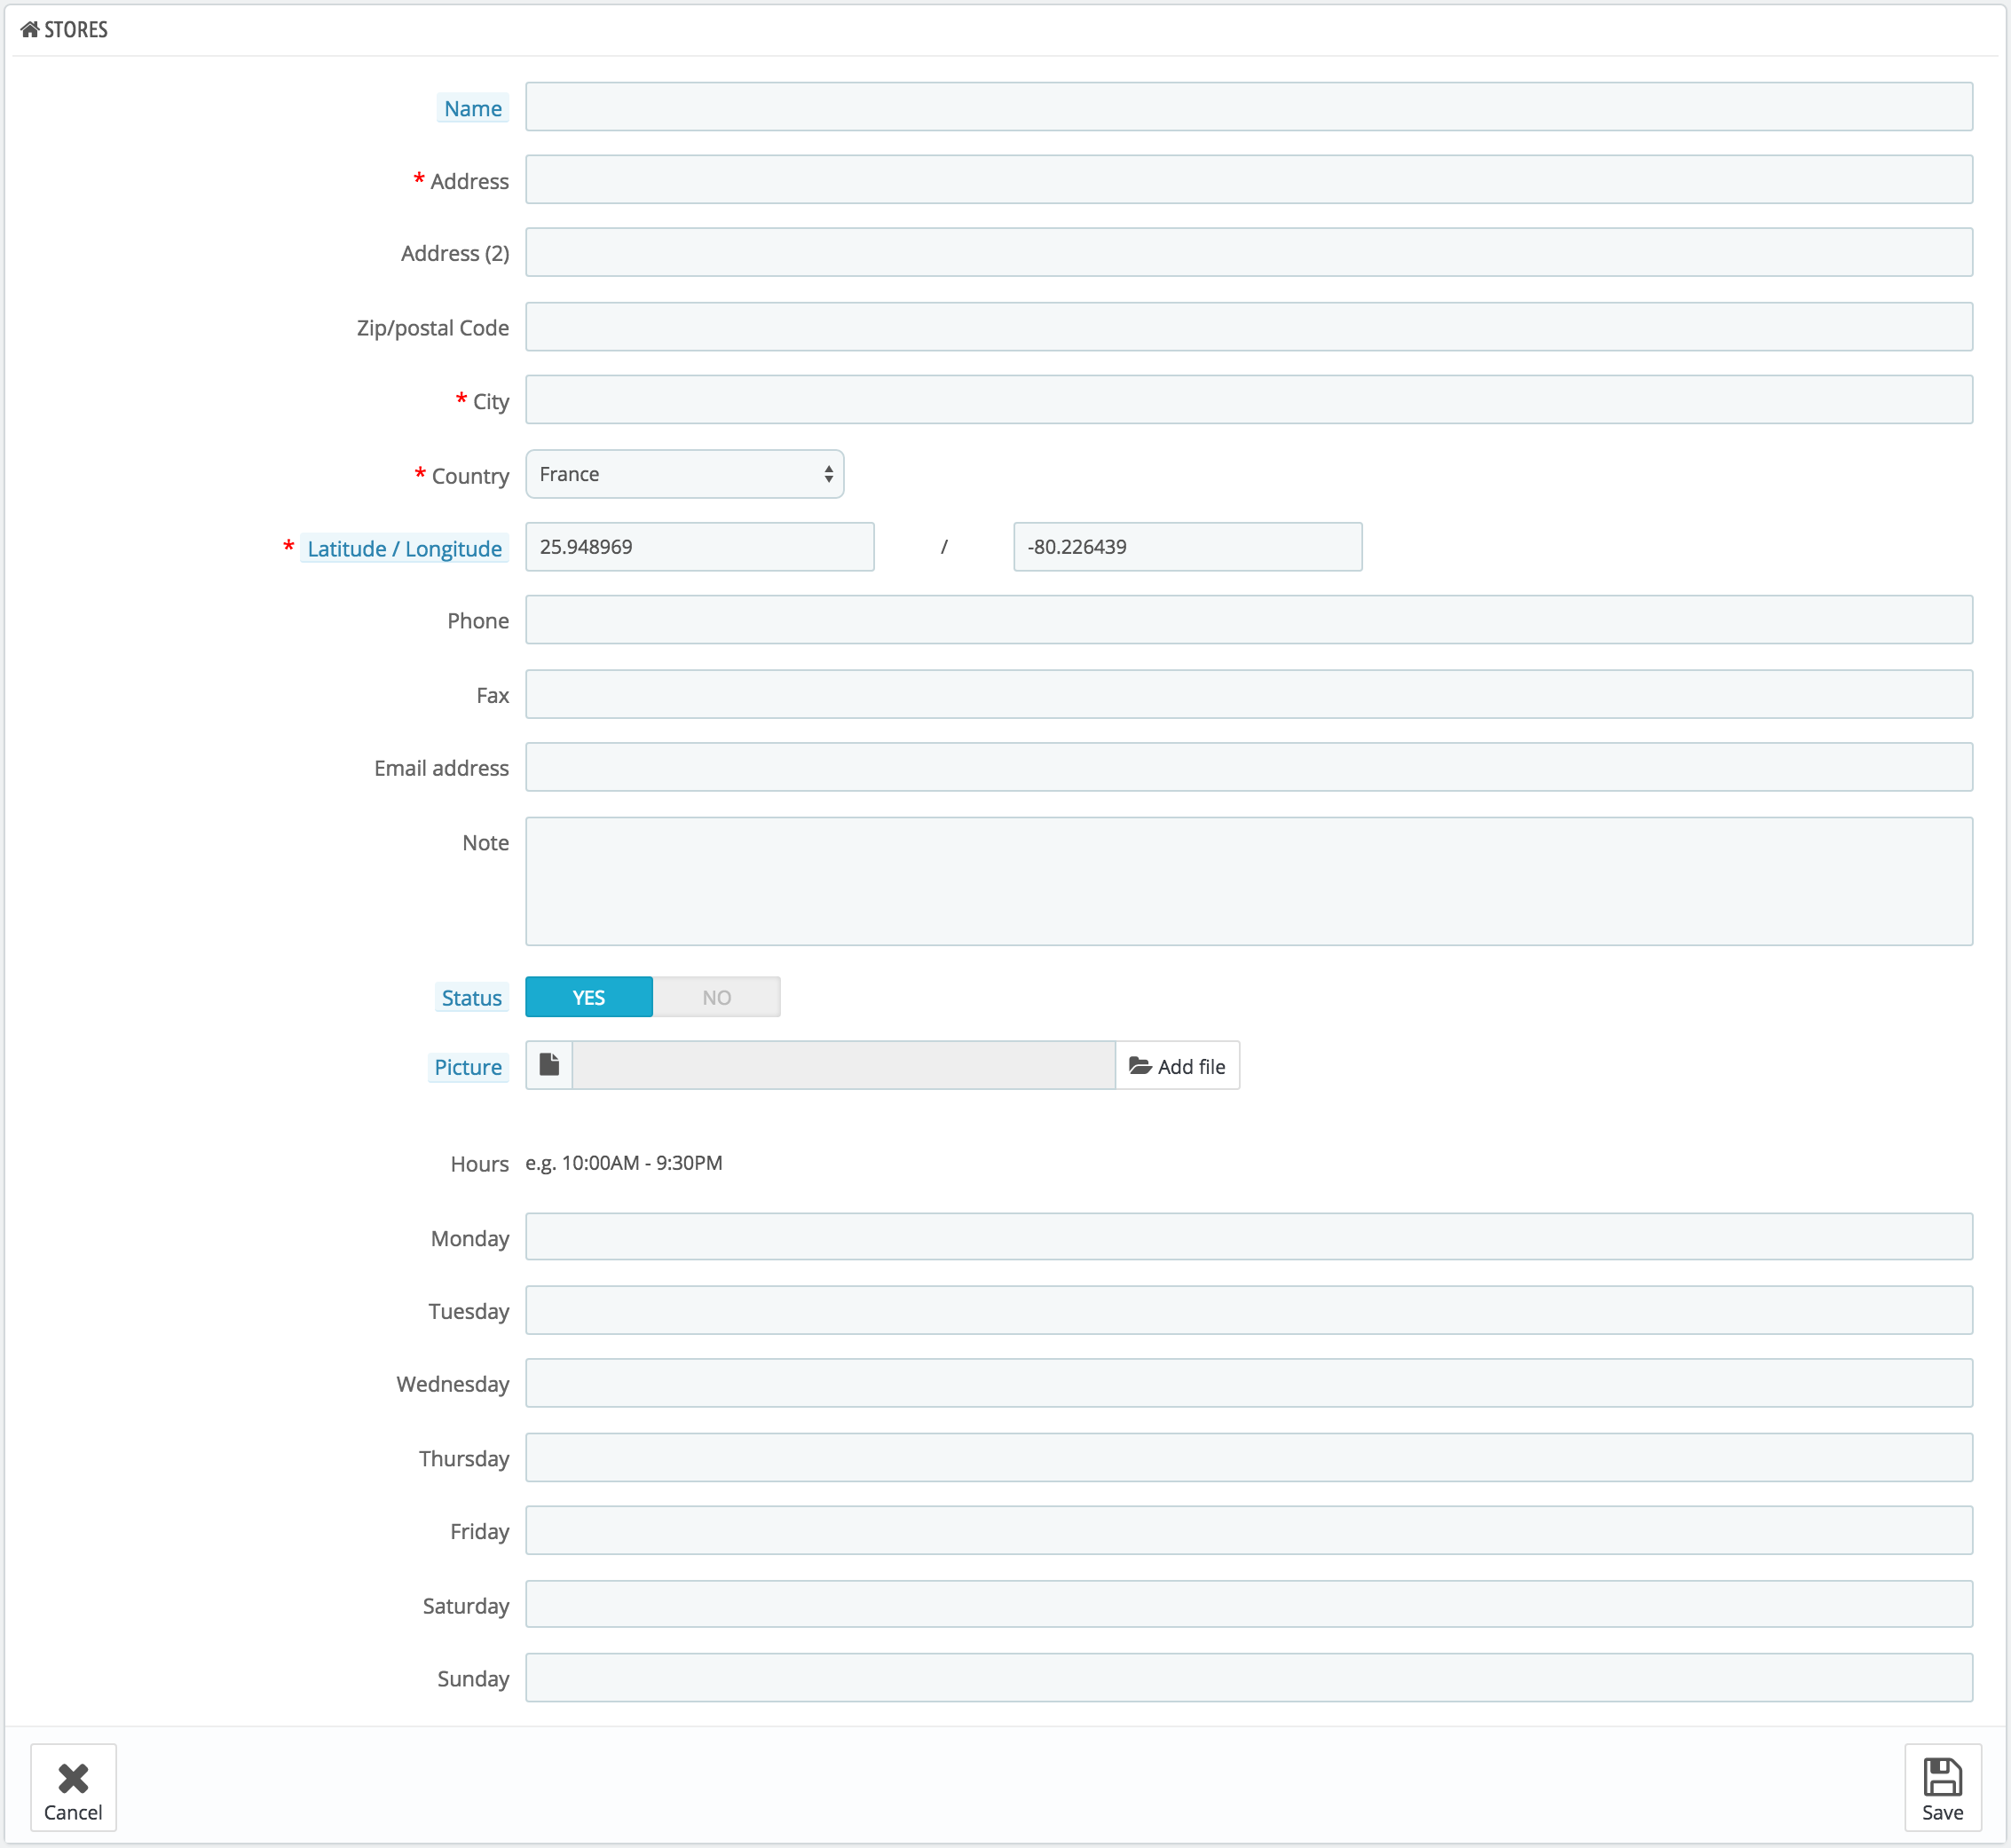 STORES
Name
* Address
Address (2)
Zip/postal Code
* City
* Country France
* Latitude / Longitude 25.948969 / -80.226439
Phone
Fax
Email address
Note
Status YES NO
Picture Add file
Hours e.g. 10:00AM - 9:30PM
Monday
Tuesday
Wednesday
Thursday
Friday
Saturday
Sunday
Cancel Save